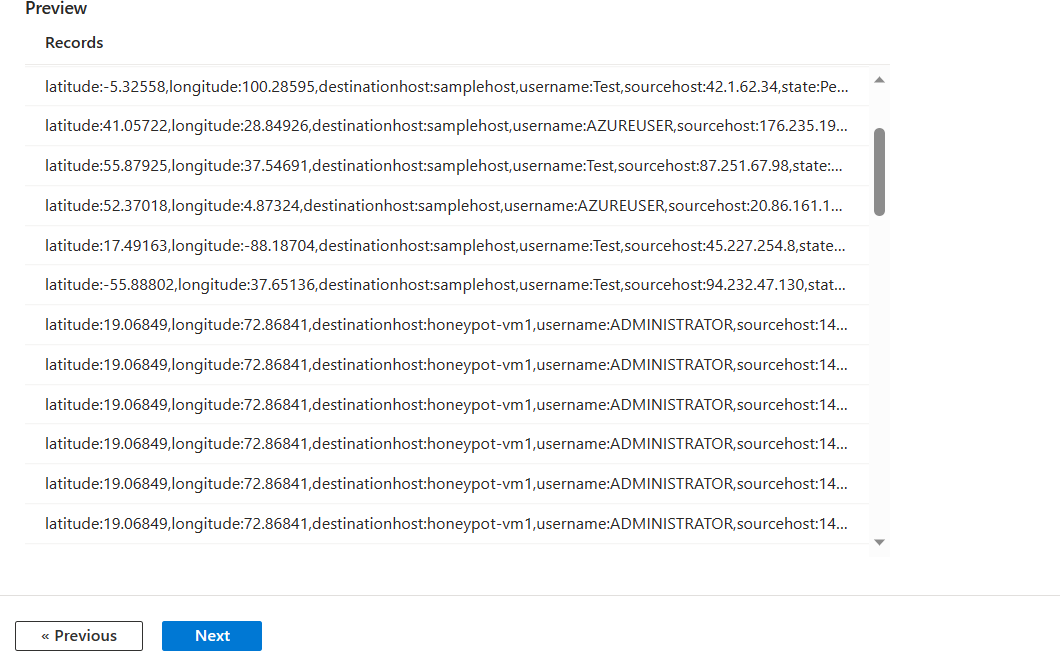 Preview
Records
latitude:-5.32558,longitude:100.28595,destinationhost:samplehost,username:Test,sourcehost:42.1.62.34,state:Pe...
latitude:41.05722,longitude:28.84926,destinationhost:samplehost,username:AZUREUSER,sourcehost:176.235.19...
latitude:55.87925,longitude:37.54691,destinationhost:samplehost,username:Test,sourcehost:87.251.67.98,state:...
latitude:52.37018,longitude:4.87324,destinationhost:samplehost,username:AZUREUSER,sourcehost:20.86.161.1...
latitude:17.49163,longitude:-88.18704,destinationhost:samplehost,username:Test,sourcehost:45.227.254.8,state...
latitude:-55.88802,longitude:37.65136,destinationhost:samplehost,username:Test,sourcehost:94.232.47.130,stat...
latitude:19.06849,longitude:72.86841,destinationhost:honeypot-vm1,username:ADMINISTRATOR,sourcehost:14...
latitude:19.06849,longitude:72.86841,destinationhost:honeypot-vm1,username:ADMINISTRATOR,sourcehost:14...
latitude:19.06849,longitude:72.86841,destinationhost:honeypot-vm1,username:ADMINISTRATOR,sourcehost:14...
latitude:19.06849,longitude:72.86841,destinationhost:honeypot-vm1,username:ADMINISTRATOR,sourcehost:14...
latitude:19.06849,longitude:72.86841,destinationhost:honeypot-vm1,username:ADMINISTRATOR,sourcehost:14...
latitude:19.06849,longitude:72.86841,destinationhost:honeypot-vm1,username:ADMINISTRATOR,sourcehost:14...
« Previous Next